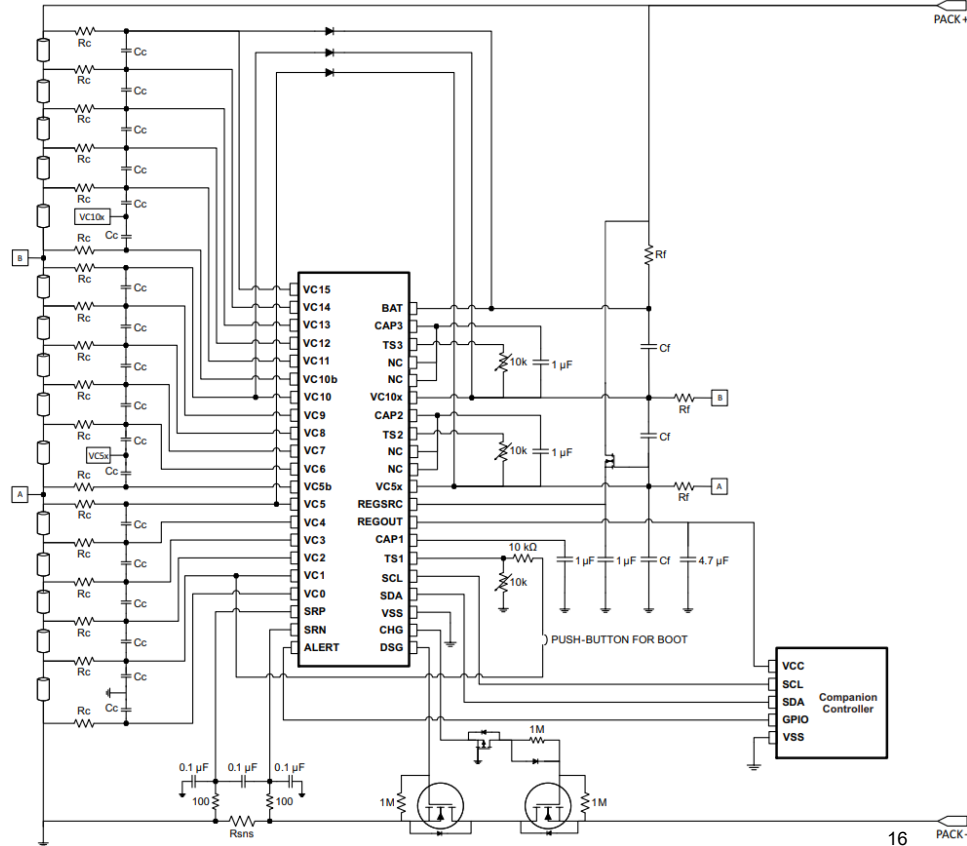 PACK+
Rc
Cc
Rc
Cc
Rc
Cc
Rc
Cc
Rc
Cc
VC10x
Rc
Cc
B
Rc
Cc
Rc
Cc
Rc
Cc
Rc
Cc
Rc
Cc
VC5x
Cc
Rc
A
Rc
Cc
Rc
Cc
Rc
Cc
Rc
Cc
Rc
Cc
Cc
Rc
VC15
VC14
VC13
VC12
VC11
VC10b
VC10
VC9
VC8
VC7
VC6
VC5b
VC5
VC4
VC3
VC2
VC1
VC0
SRP
SRN
ALERT
BAT
CAP3
TS3
NC
NC
VC10x
CAP2
TS2
NC
NC
VC5x
REGSRC
REGOUT
CAP1
TS1
SCL
SDA
VSS
CHG
DSG
10k
1 µF
10k
1 µF
10 kΩ
10k
1 µF
1 µF
Cf
4.7 µF
Rf
Cf
Rf
B
Cf
Rf
A
PUSH-BUTTON FOR BOOT
VCC
SCL
SDA
GPIO
VSS
Companion
Controller
0.1 µF
0.1 µF
0.1 µF
100
100
Rsns
1M
1M
1M
16
PACK-